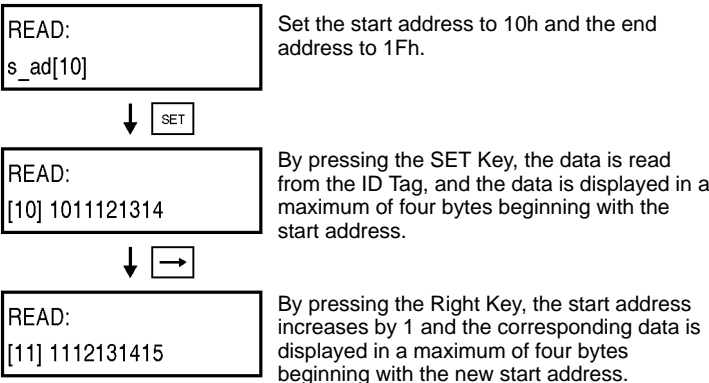 READ:
s_ad[10]
Set the start address to 10h and the end
address to 1Fh.
SET
READ:
[10] 1011121314
By pressing the SET Key, the data is read
from the ID Tag, and the data is displayed in a
maximum of four bytes beginning with the
start address.
READ:
[11] 1112131415
By pressing the Right Key, the start address
increases by 1 and the corresponding data is
displayed in a maximum of four bytes
beginning with the new start address.